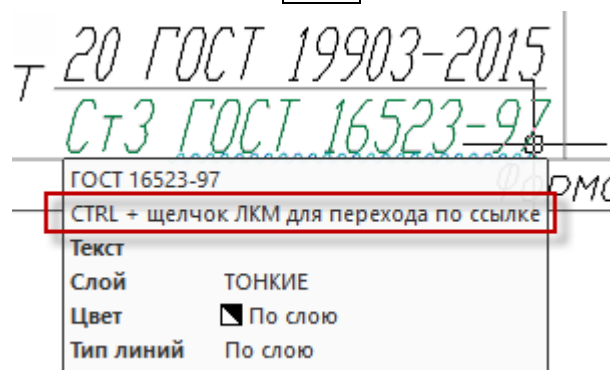 20 ГОСТ 19903-2015
Т
Ст3 ГОСТ 16523-97
ГОСТ 16523-97
Формо
CTRL + щелчок ЛКМ для перехода по ссылке
Текст
Слой ТОНКИЕ
Цвет По слою
Тип линий По слою